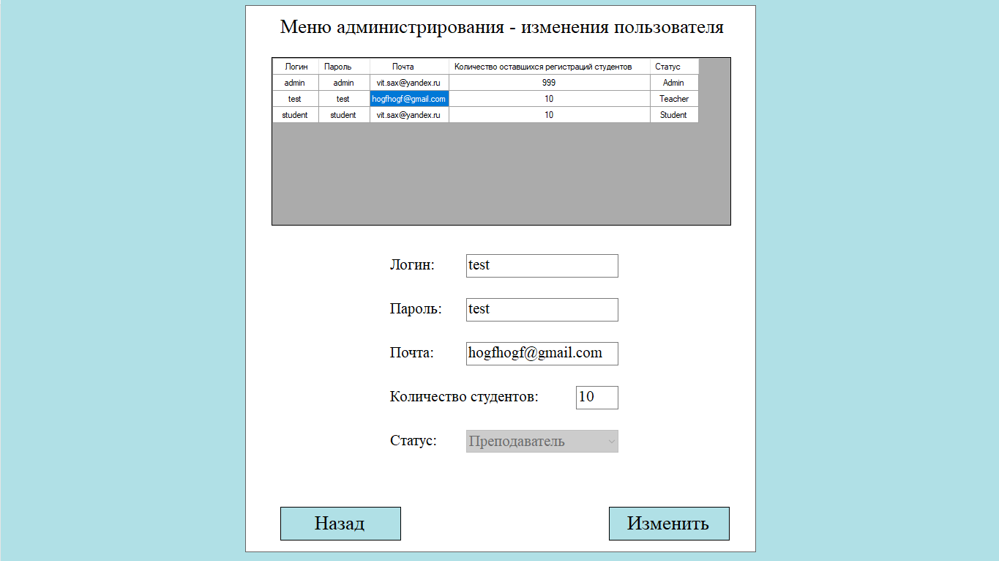 Меню администрирования - изменения пользователя
Логин Пароль Почта Количество оставшихся регистраций студентов Статус
admin admin vit.sax@yandex.ru 999 Admin
test test hogfhogf@gmail.com 10 Teacher
student student vit.sax@yandex.ru 10 Student
Логин: test
Пароль: test
Почта: hogfhogf@gmail.com
Количество студентов: 10
Статус: Преподаватель
Назад Изменить